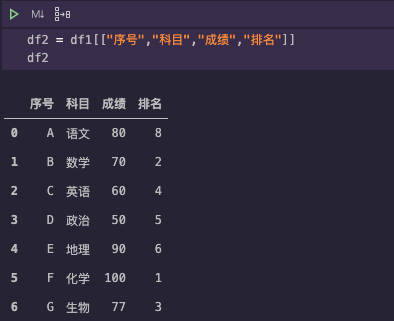 M↓
df2 = df1[["序号","科目","成绩","排名"]]
df2
序号 科目 成绩 排名
0 A 语文 80 8
1 B 数学 70 2
2 C 英语 60 4
3 D 政治 50 5
4 E 地理 90 6
5 F 化学 100 1
6 G 生物 77 3